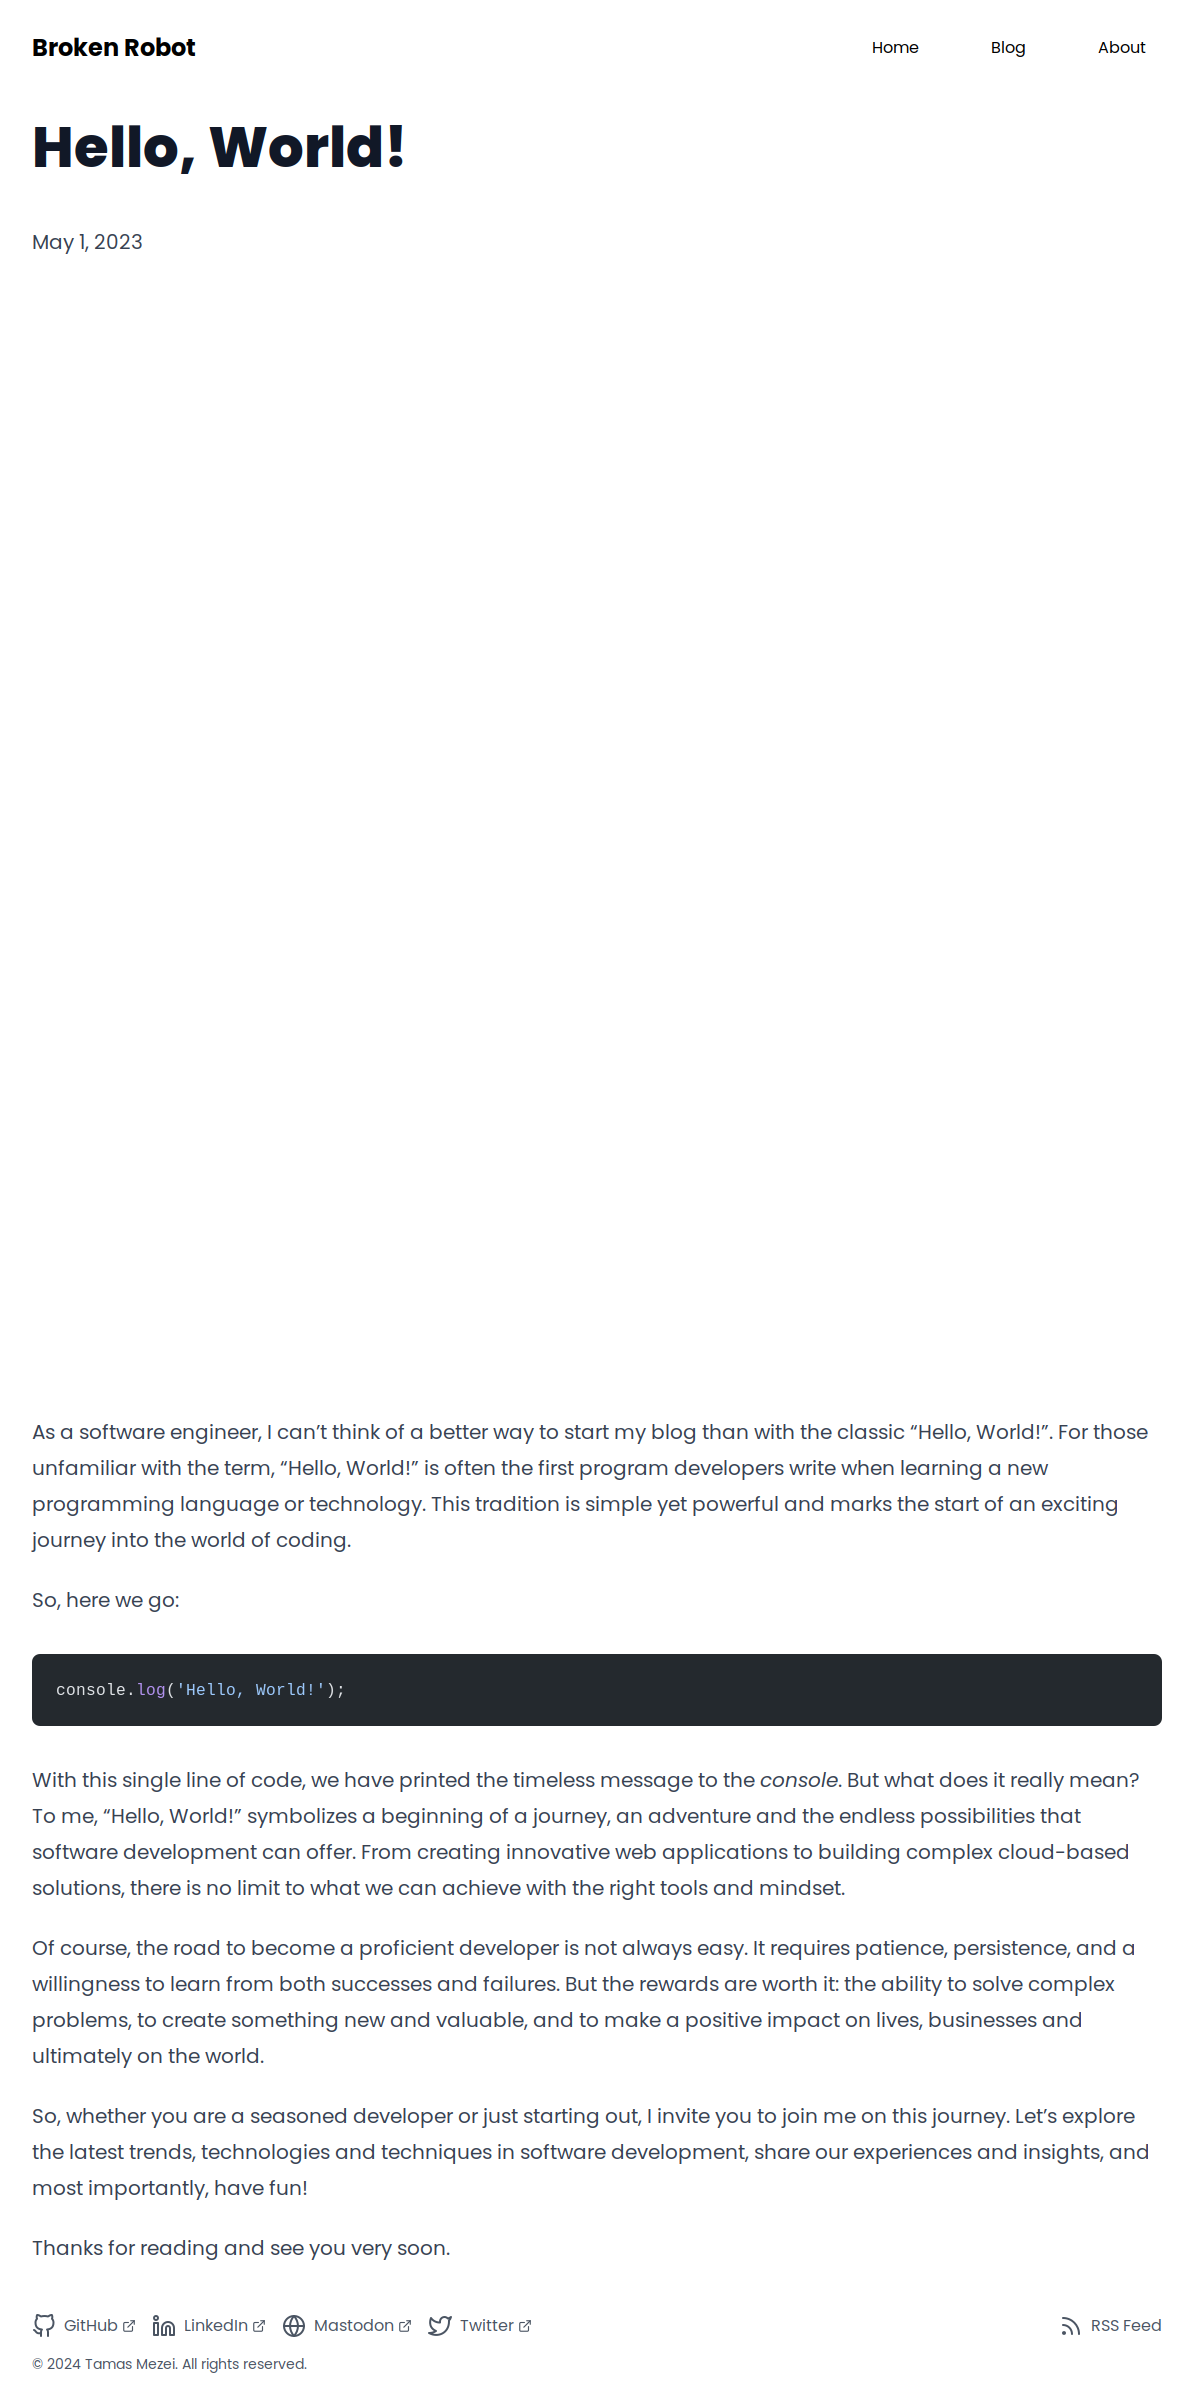 Broken Robot
Home
Blog
About
Hello, World!
May 1, 2023
As a software engineer, I can’t think of a better way to start my blog than with the classic “Hello, World!”. For those
unfamiliar with the term, “Hello, World!” is often the first program developers write when learning a new
programming language or technology. This tradition is simple yet powerful and marks the start of an exciting
journey into the world of coding.
So, here we go:
console.log('Hello, World!');
With this single line of code, we have printed the timeless message to the console. But what does it really mean?
To me, “Hello, World!” symbolizes a beginning of a journey, an adventure and the endless possibilities that
software development can offer. From creating innovative web applications to building complex cloud-based
solutions, there is no limit to what we can achieve with the right tools and mindset.
Of course, the road to become a proficient developer is not always easy. It requires patience, persistence, and a
willingness to learn from both successes and failures. But the rewards are worth it: the ability to solve complex
problems, to create something new and valuable, and to make a positive impact on lives, businesses and
ultimately on the world.
So, whether you are a seasoned developer or just starting out, I invite you to join me on this journey. Let’s explore
the latest trends, technologies and techniques in software development, share our experiences and insights, and
most importantly, have fun!
Thanks for reading and see you very soon.
GitHub
LinkedIn
Mastodon
Twitter
RSS Feed
© 2024 Tamas Mezei. All rights reserved.